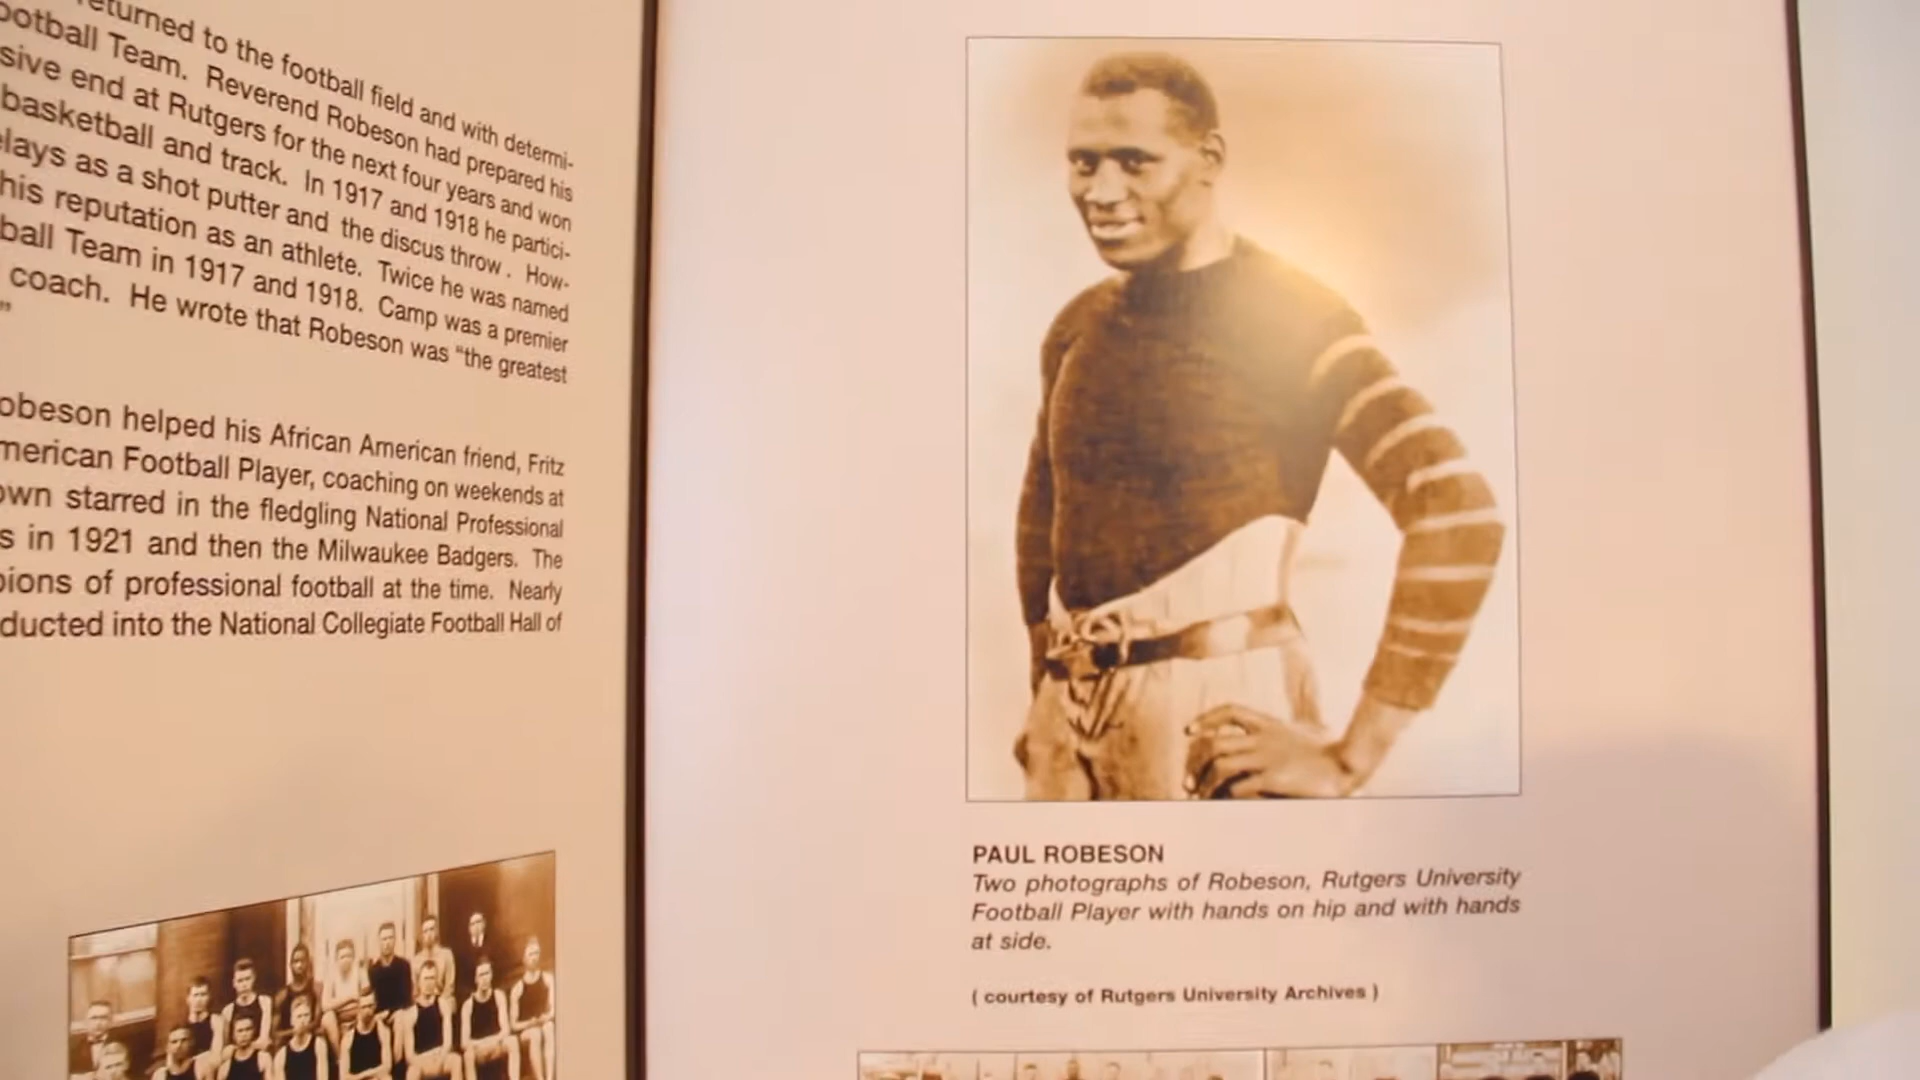 returned to the football field and with determi-
ootball Team. Reverend Robeson had prepared his
sive end at Rutgers for the next four years and won
basketball and track. In 1917 and 1918 he partici-
elays as a shot putter and the discus throw. How-
his reputation as an athlete. Twice he was named
ball Team in 1917 and 1918. Camp was a premier
coach. He wrote that Robeson was "the greatest
"
obeson helped his African American friend, Fritz
merican Football Player, coaching on weekends at
own starred in the fledgling National Professional
s in 1921 and then the Milwaukee Badgers. The
pions of professional football at the time. Nearly
ducted into the National Collegiate Football Hall of
PAUL ROBESON
Two photographs of Robeson, Rutgers University
Football Player with hands on hip and with hands
at side.
( courtesy of Rutgers University Archives )